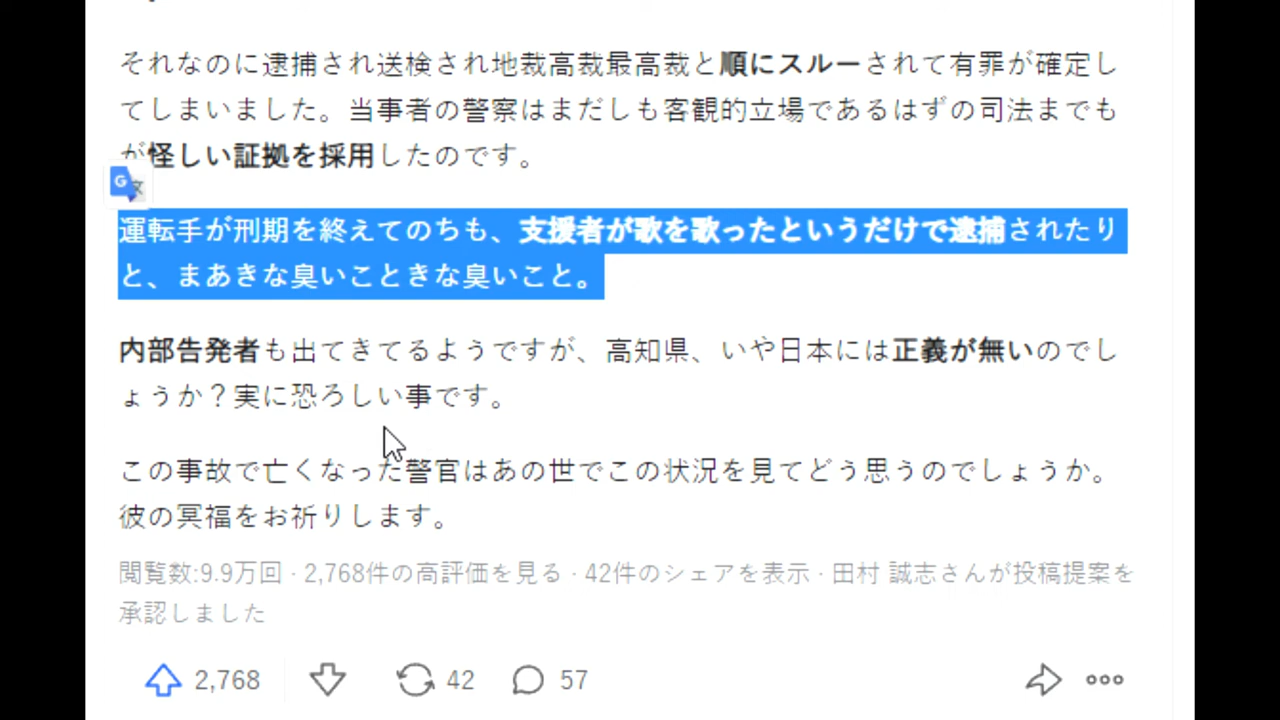 それなのに逮捕され送検され地裁高裁最高裁と順にスルーされて有罪が確定し
てしまいました。当事者の警察はまだしも客観的立場であるはずの司法までも
が怪しい証拠を採用したのです。
運転手が刑期を終えてのちも、支援者が歌を歌ったというだけで逮捕されたり
と、まあきな臭いこときな臭いこと。
内部告発者も出てきてるようですが、高知県、いや日本には正義が無いのでし
ょうか？実に恐ろしい事です。
この事故で亡くなった警官はあの世でこの状況を見てどう思うのでしょうか。
彼の冥福をお祈りします。
閲覧数:9.9万回 · 2,768件の高評価を見る · 42件のシェアを表示 · 田村 誠志さんが投稿提案を
承認しました
2,768 42 57